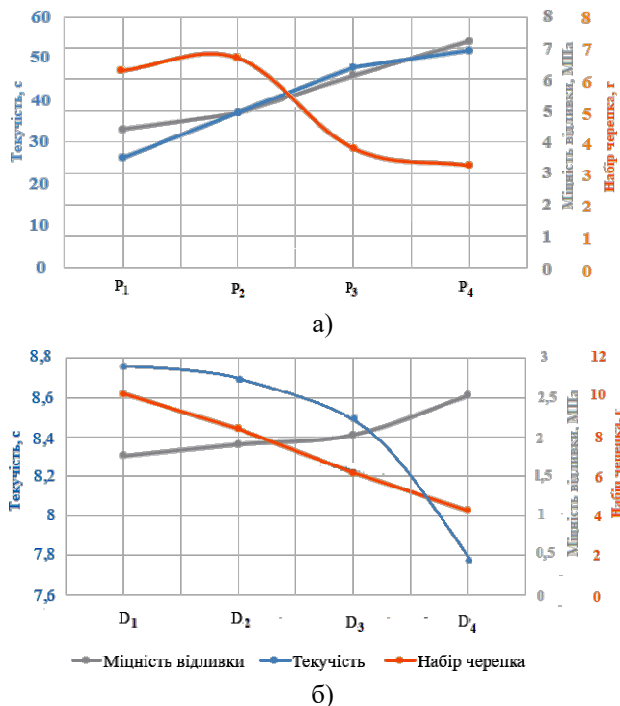 60
50
40
30
20
10
0
Текучість, с
8
7
6
5
4
3
2
1
0
Міцність відливки, МПа
8
7
6
5
4
3
2
1
0
Набір черепка, г
P1
P2
P3
P4
а)
8,8
8,6
8,4
8,2
8
7,8
7,6
Текучість, с
3
2,5
2
1,5
1
0,5
0
Міцність відливки, МПа
12
10
8
6
4
2
0
Набір черепка, г
D1
D2
D3
D4
Міцність відливки
Текучість
Набір черепка
б)